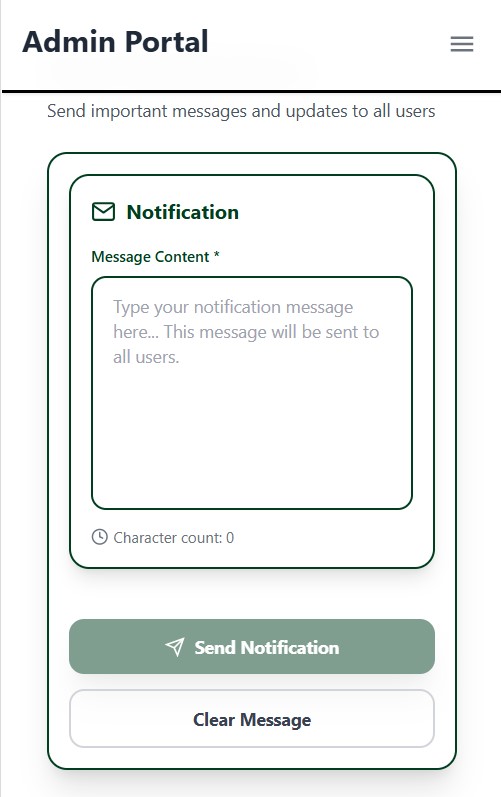 Admin Portal
Send important messages and updates to all users
Notification
Message Content *
Type your notification message
here... This message will be sent to
all users.
Character count: 0
Send Notification
Clear Message